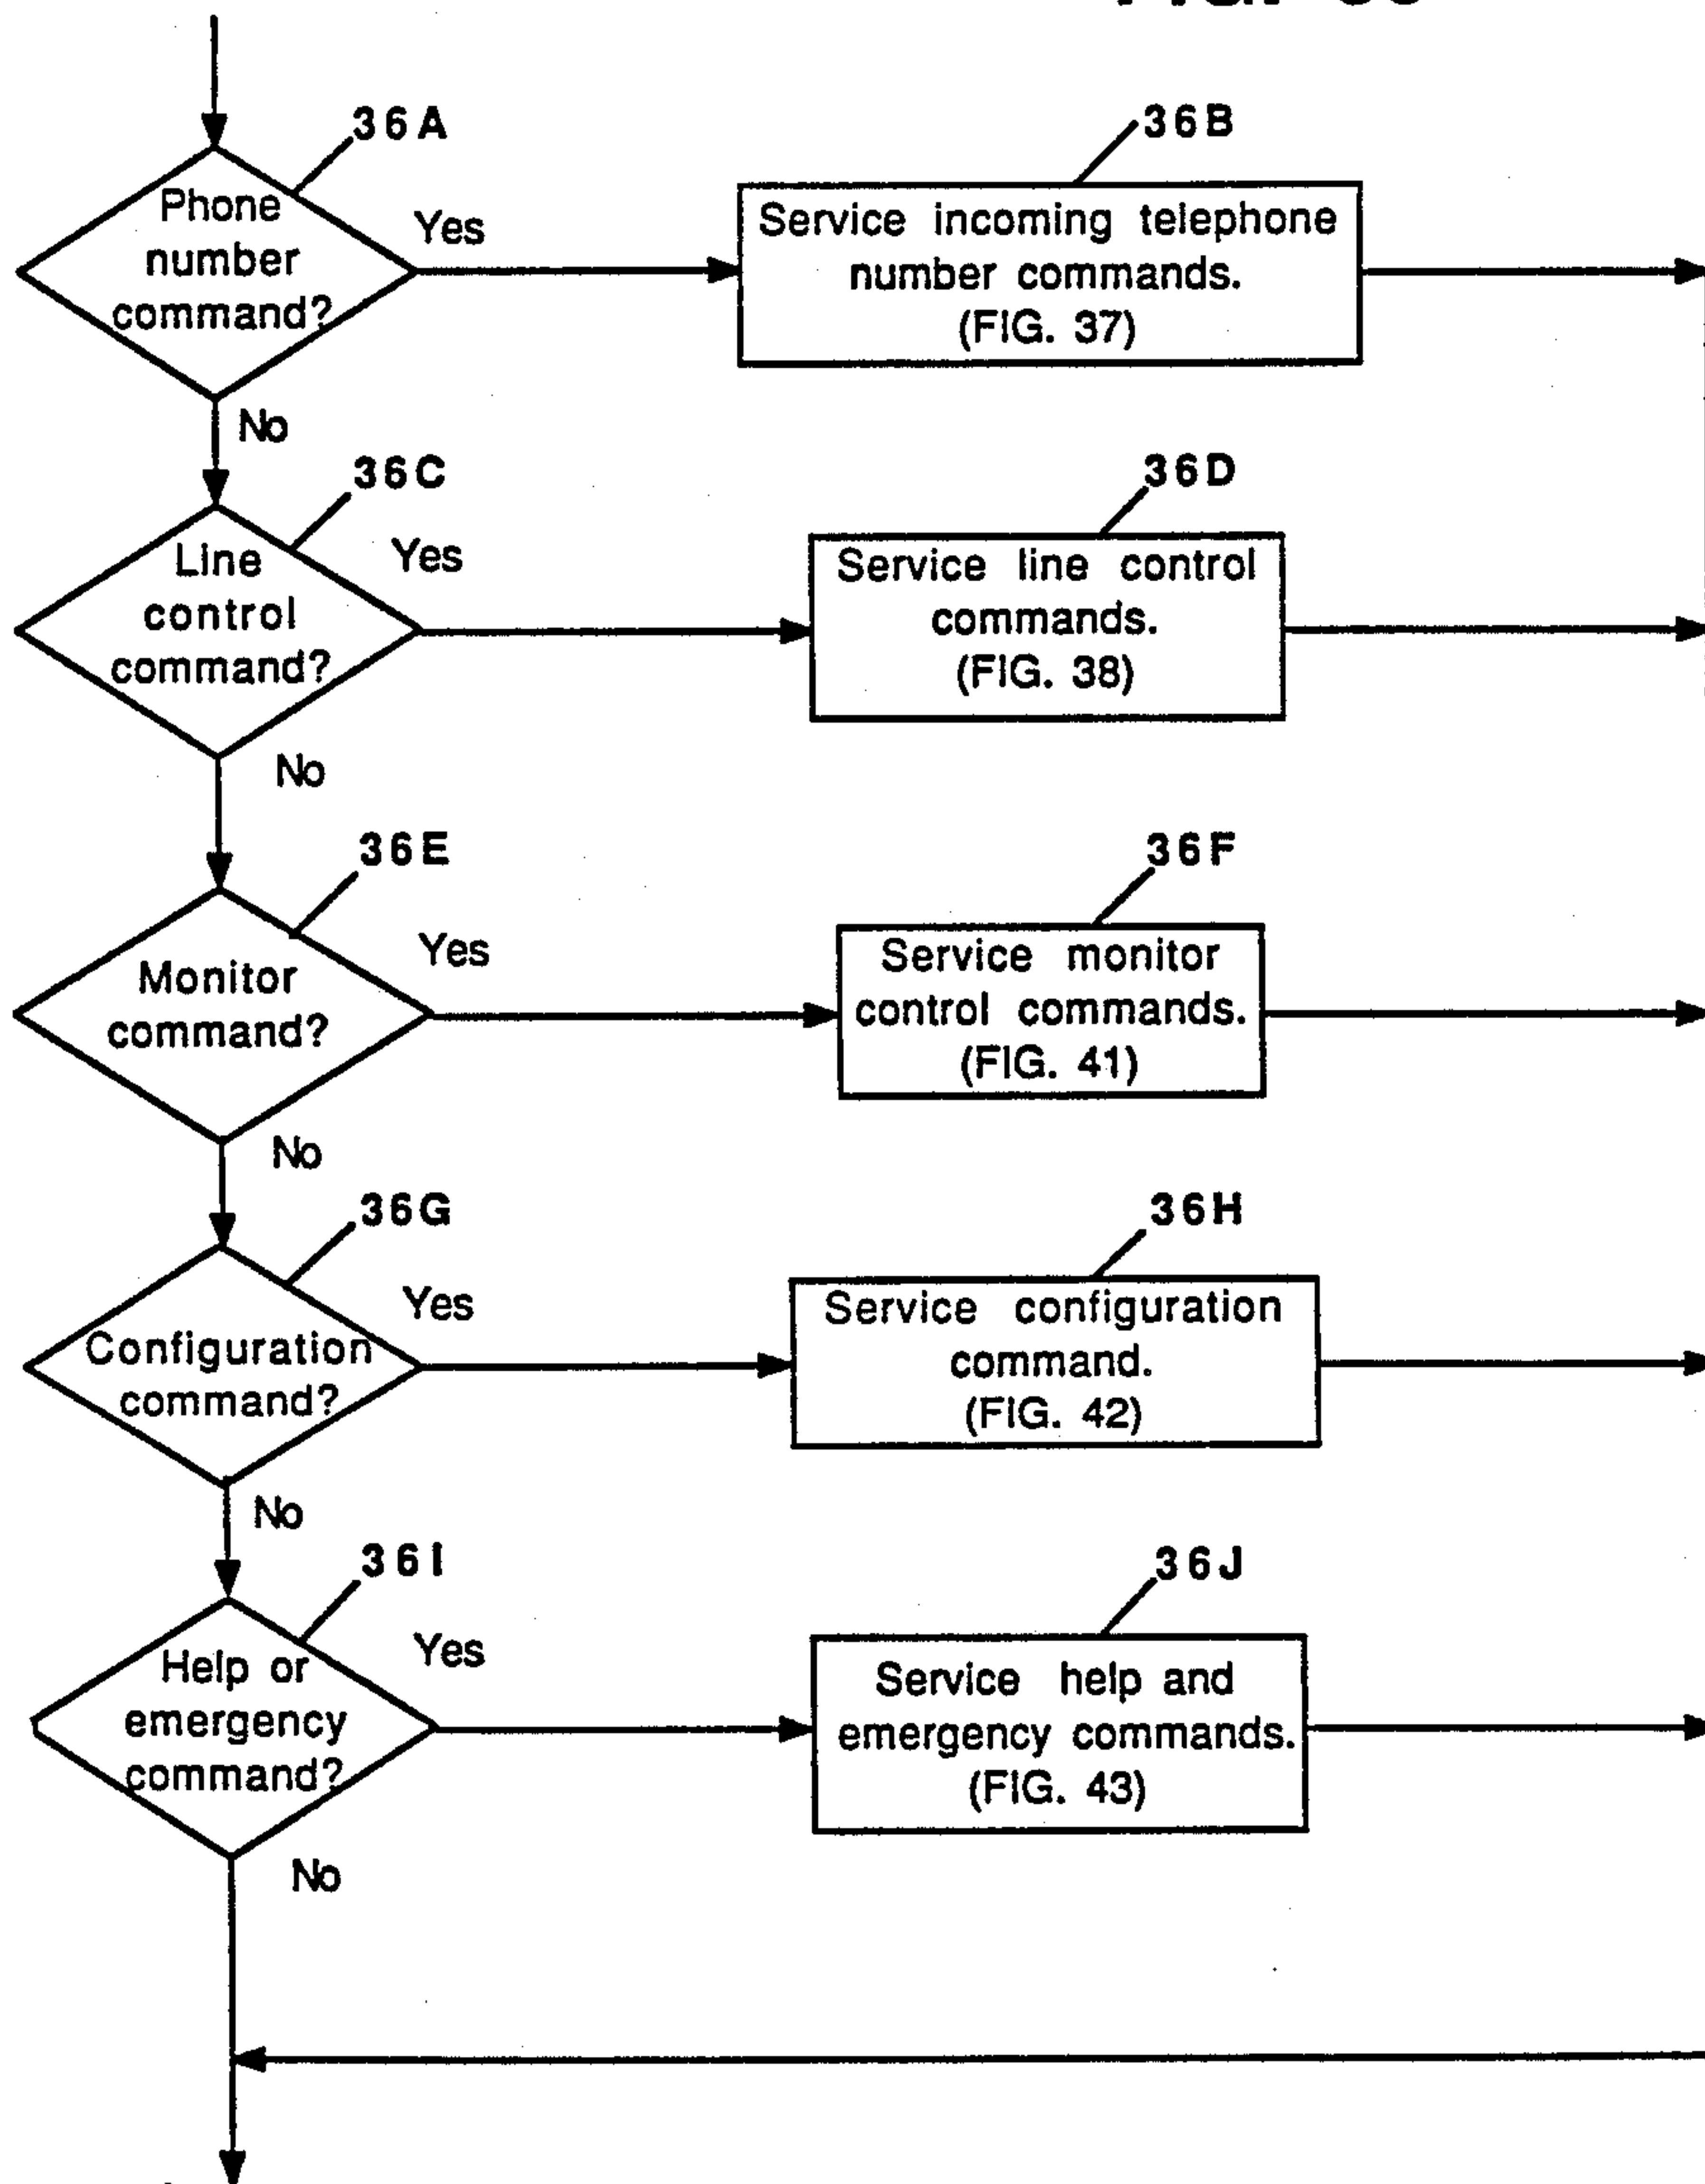 36A
Phone
number
command?
Yes
36B
Service incoming telephone
number commands.
(FIG. 37)
No
36C
Line
control
command?
Yes
36D
Service line control
commands.
(FIG. 38)
No
36E
Monitor
command?
Yes
36F
Service monitor
control commands.
(FIG. 41)
No
36G
Configuration
command?
Yes
36H
Service configuration
command.
(FIG. 42)
No
36I
Help or
emergency
command?
Yes
36J
Service help and
emergency commands.
(FIG. 43)
No